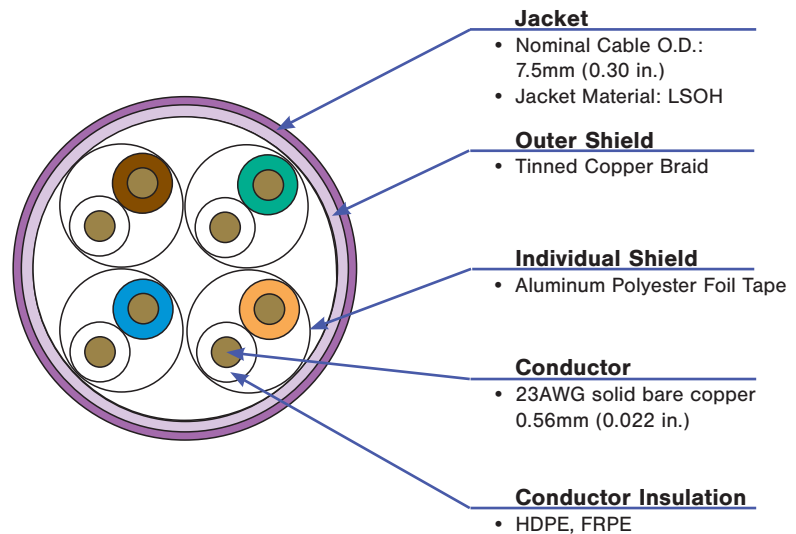 Jacket
• Nominal Cable O.D.:
7.5mm (0.30 in.)
• Jacket Material: LSOH
Outer Shield
• Tinned Copper Braid
Individual Shield
• Aluminum Polyester Foil Tape
Conductor
• 23AWG solid bare copper
0.56mm (0.022 in.)
Conductor Insulation
• HDPE, FRPE